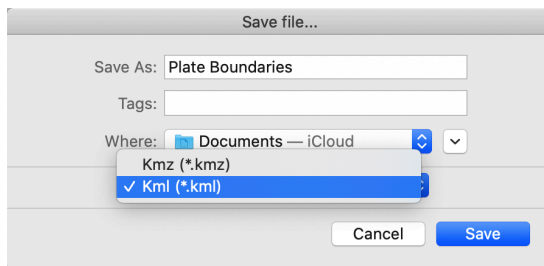 Save file...
Save As: Plate Boundaries
Tags:
Where: Documents — iCloud
Kmz (*.kmz)
✓ Kml (*.kml)
Cancel Save